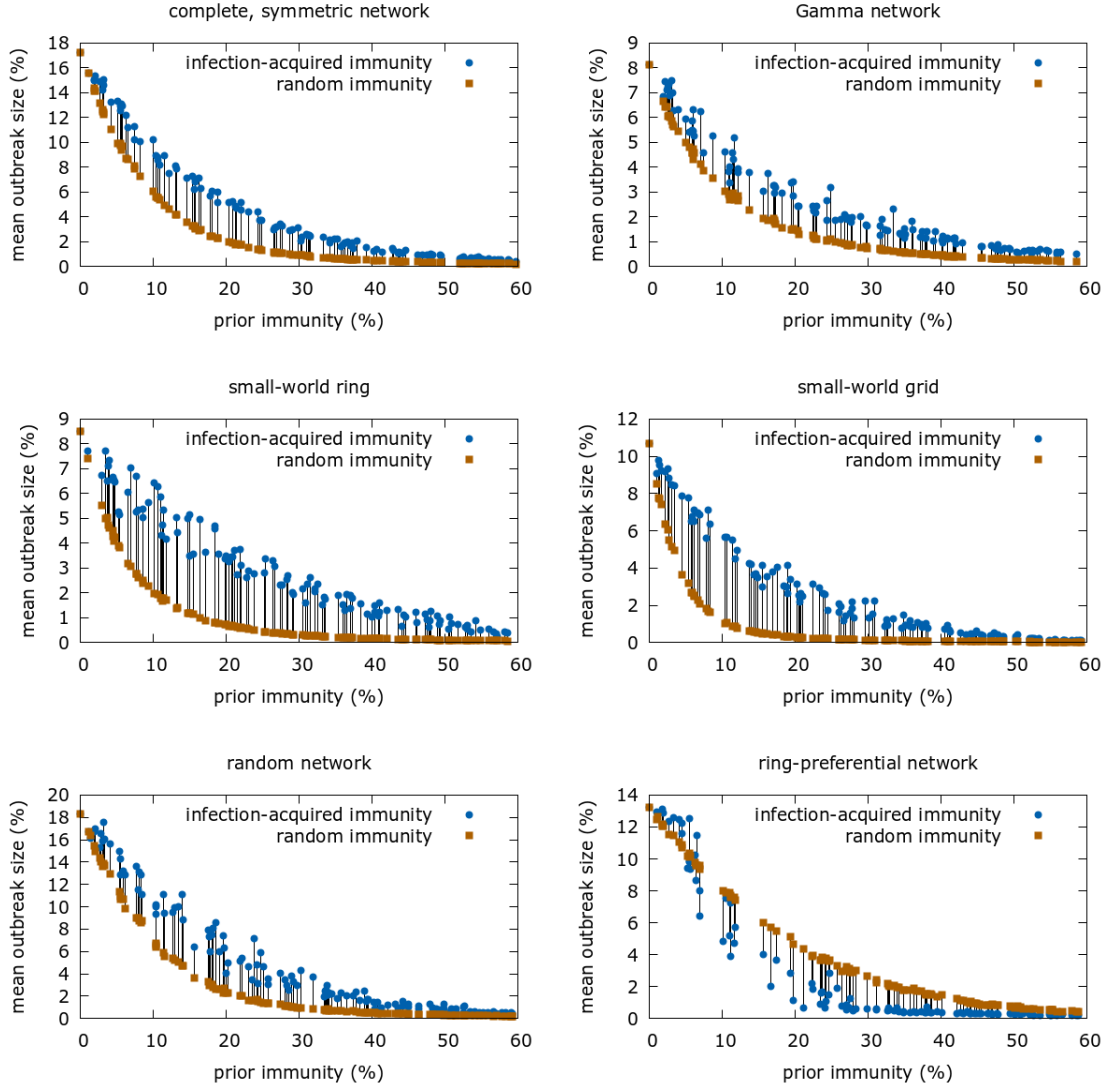 complete, symmetric network
mean outbreak size (%)
18
16
14
12
10
8
6
4
2
0
infection-acquired immunity
random immunity
0 10 20 30 40 50 60
prior immunity (%)
Gamma network
mean outbreak size (%)
9
8
7
6
5
4
3
2
1
0
infection-acquired immunity
random immunity
0 10 20 30 40 50 60
prior immunity (%)
small-world ring
mean outbreak size (%)
9
8
7
6
5
4
3
2
1
0
infection-acquired immunity
random immunity
0 10 20 30 40 50 60
prior immunity (%)
small-world grid
mean outbreak size (%)
12
10
8
6
4
2
0
infection-acquired immunity
random immunity
0 10 20 30 40 50 60
prior immunity (%)
random network
mean outbreak size (%)
20
18
16
14
12
10
8
6
4
2
0
infection-acquired immunity
random immunity
0 10 20 30 40 50 60
prior immunity (%)
ring-preferential network
mean outbreak size (%)
14
12
10
8
6
4
2
0
infection-acquired immunity
random immunity
0 10 20 30 40 50 60
prior immunity (%)